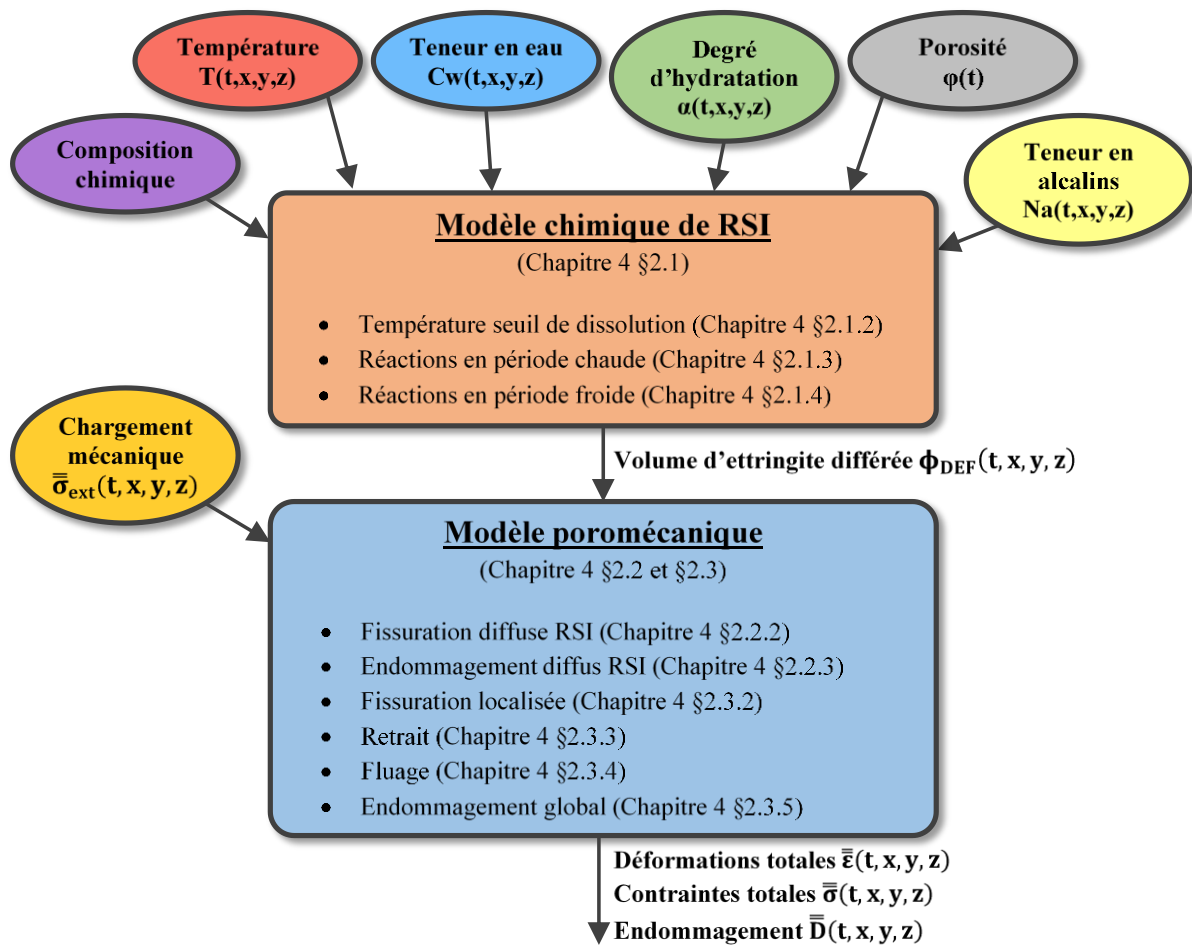 Température
T(t,x,y,z)
Teneur en eau
Cw(t,x,y,z)
Degré
d’hydratation
α(t,x,y,z)
Porosité
φ(t)
Composition
chimique
Teneur en
alcalins
Na(t,x,y,z)
Modèle chimique de RSI
(Chapitre 4 §2.1)
• Température seuil de dissolution (Chapitre 4 §2.1.2)
• Réactions en période chaude (Chapitre 4 §2.1.3)
• Réactions en période froide (Chapitre 4 §2.1.4)
Chargement
mécanique
σ̿ext(t, x, y, z)
Volume d’ettringite différée ϕDEF(t, x, y, z)
Modèle poromécanique
(Chapitre 4 §2.2 et §2.3)
• Fissuration diffuse RSI (Chapitre 4 §2.2.2)
• Endommagement diffus RSI (Chapitre 4 §2.2.3)
• Fissuration localisée (Chapitre 4 §2.3.2)
• Retrait (Chapitre 4 §2.3.3)
• Fluage (Chapitre 4 §2.3.4)
• Endommagement global (Chapitre 4 §2.3.5)
Déformations totales ε̿(t, x, y, z)
Contraintes totales σ̿(t, x, y, z)
Endommagement D̿(t, x, y, z)